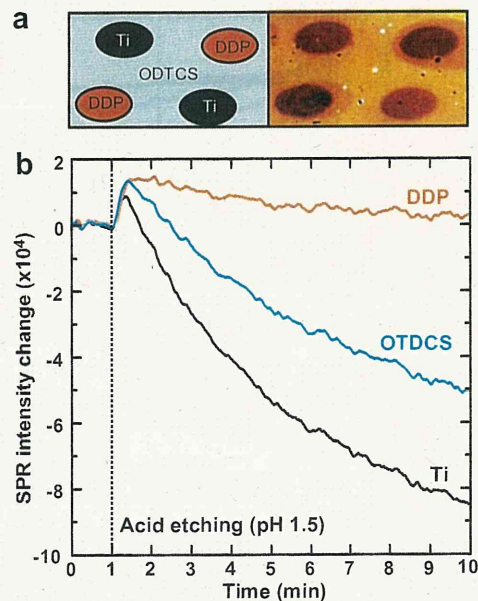 a
Ti
DDP
ODTCS
DDP
Ti
b
2
0
-2
-4
-6
-8
-10
SPR intensity change (x10⁴)
DDP
OTDCS
Ti
Acid etching (pH 1.5)
0 1 2 3 4 5 6 7 8 9 10
Time (min)